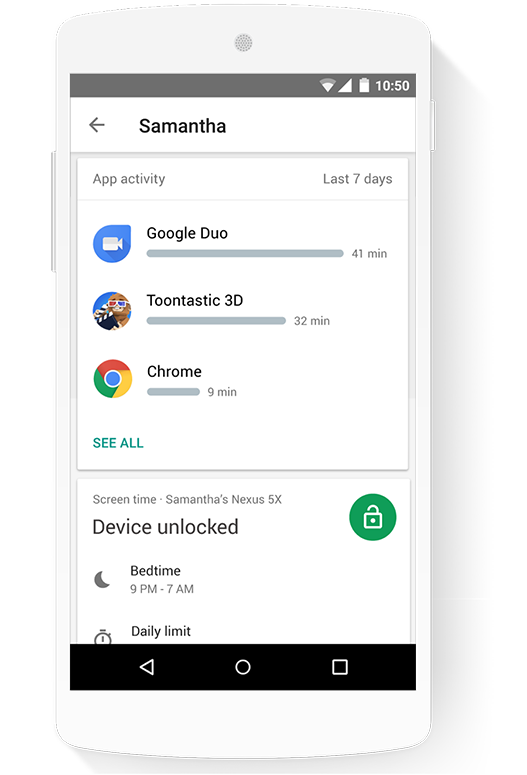 10:50
Samantha
App activity Last 7 days
Google Duo
41 min
Toontastic 3D
32 min
Chrome
9 min
SEE ALL
Screen time · Samantha's Nexus 5X
Device unlocked
Bedtime
9 PM - 7 AM
Daily limit